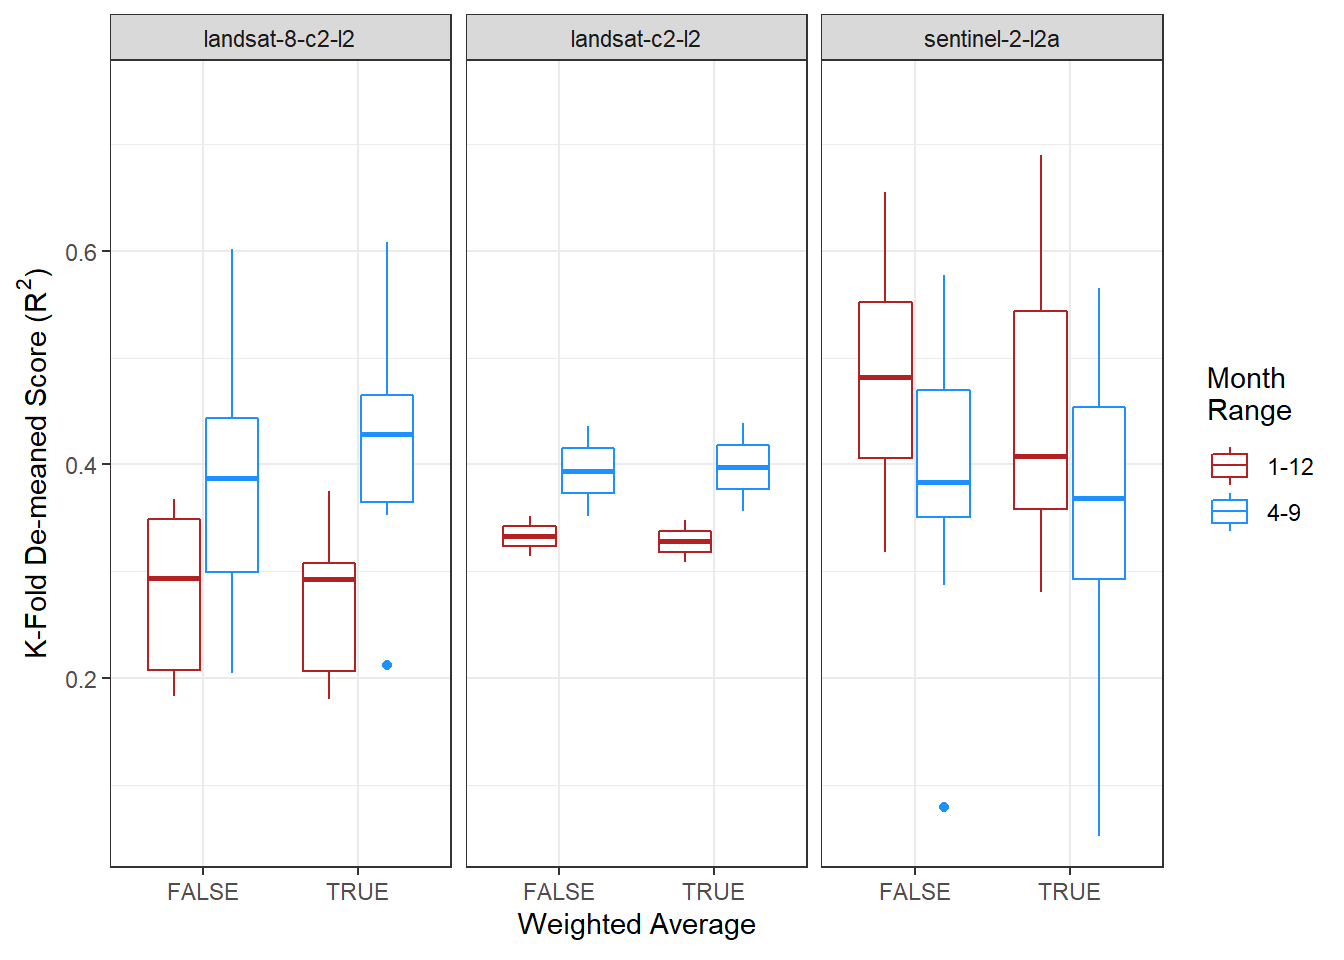 landsat-8-c2-l2
landsat-c2-l2
sentinel-2-l2a
K-Fold De-meaned Score (R²)
0.6
0.4
0.2
FALSE
TRUE
FALSE
TRUE
FALSE
TRUE
Weighted Average
Month
Range
1-12
4-9